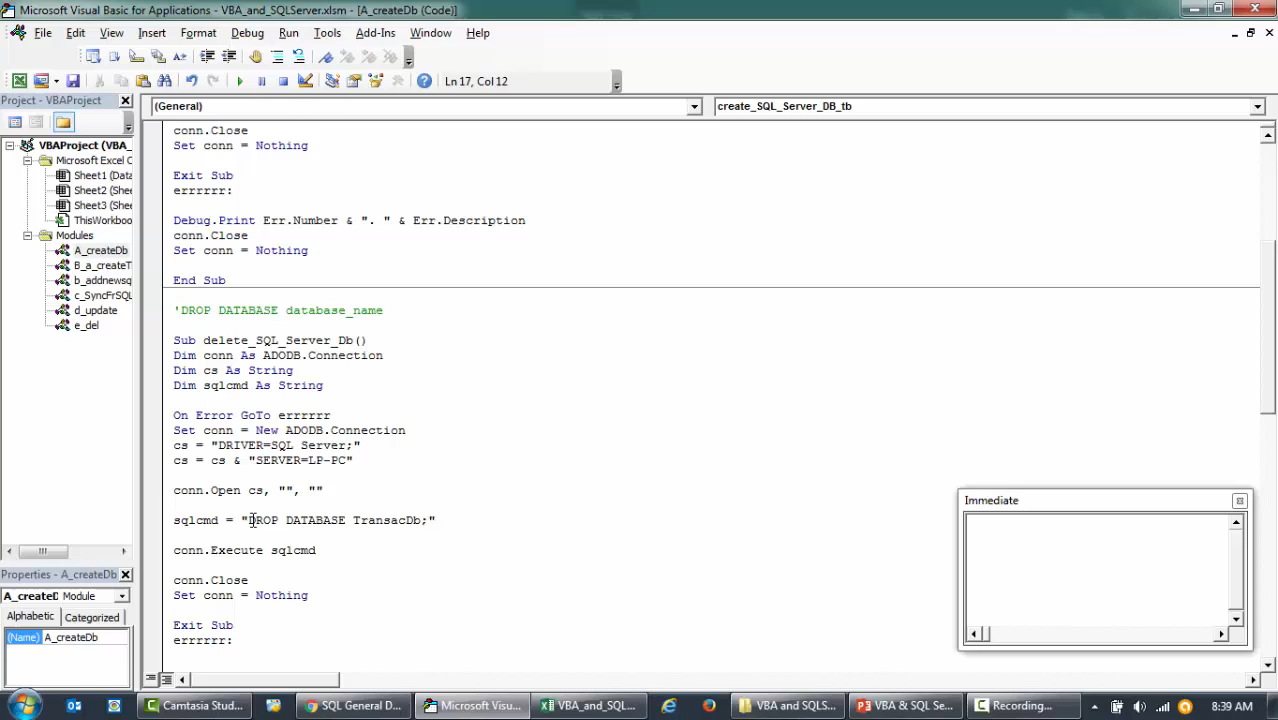 Microsoft Visual Basic for Applications - VBA_and_SQLServer.xlsm - [A_createDb (Code)]
File Edit View Insert Format Debug Run Tools Add-Ins Window Help
Ln 17, Col 12
Project - VBAProject
(General)
create_SQL_Server_DB_tb
VBAProject (VBA_
Microsoft Excel C
Sheet1 (Data
Sheet2 (Shee
Sheet3 (Shee
ThisWorkboo
Modules
A_createDb
B_a_createT
b_addnewsq
c_SyncFrSQL
d_update
e_del
conn.Close
Set conn = Nothing
Exit Sub
errrrrr:
Debug.Print Err.Number & ". " & Err.Description
conn.Close
Set conn = Nothing
End Sub
'DROP DATABASE database_name
Sub delete_SQL_Server_Db()
Dim conn As ADODB.Connection
Dim cs As String
Dim sqlcmd As String
On Error GoTo errrrrr
Set conn = New ADODB.Connection
cs = "DRIVER=SQL Server;"
cs = cs & "SERVER=LP-PC"
conn.Open cs, "", ""
sqlcmd = "DROP DATABASE TransacDb;"
conn.Execute sqlcmd
conn.Close
Set conn = Nothing
Exit Sub
errrrrr:
Immediate
Properties - A_createDb
A_createD Module
Alphabetic Categorized
(Name) A_createDb
Camtasia Stud...
SQL General D...
Microsoft Visu...
VBA_and_SQL...
VBA and SQLS...
VBA & SQL Se...
Recording...
8:39 AM